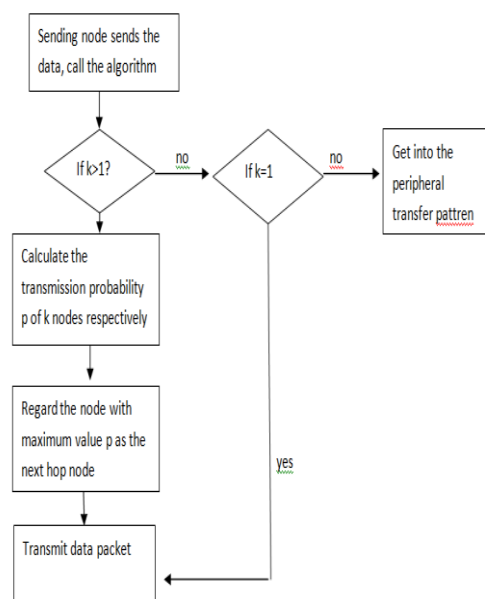 Sending node sends the
data, call the algorithm
If k>1?
no
If k=1
no
Get into the
peripheral
transfer pattren
Calculate the
transmission probability
p of k nodes respectively
Regard the node with
maximum value p as the
next hop node
yes
Transmit data packet